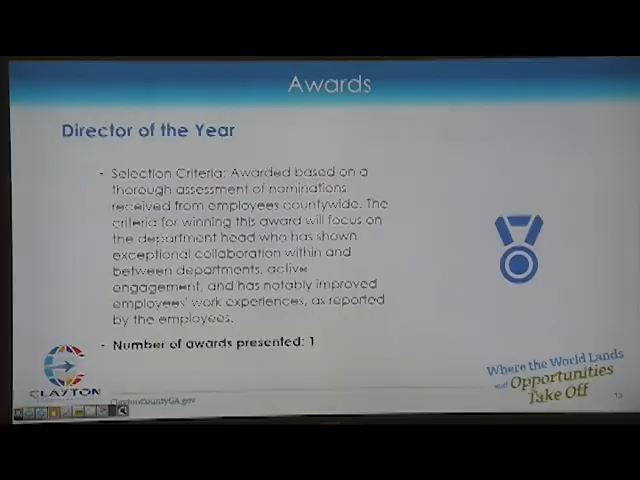 Awards
Director of the Year
- Selection Criteria: Awarded based on a
thorough assessment of nominations
received from employees countywide. The
criteria for winning this award will focus on
the department head who has shown
exceptional collaboration within and
between departments, active
engagement, and has notably improved
employees' work experiences, as reported
by the employees.
- Number of awards presented: 1
CLAYTON
ClaytonCountyGA.gov
Where the World Lands
and Opportunities
Take Off
13